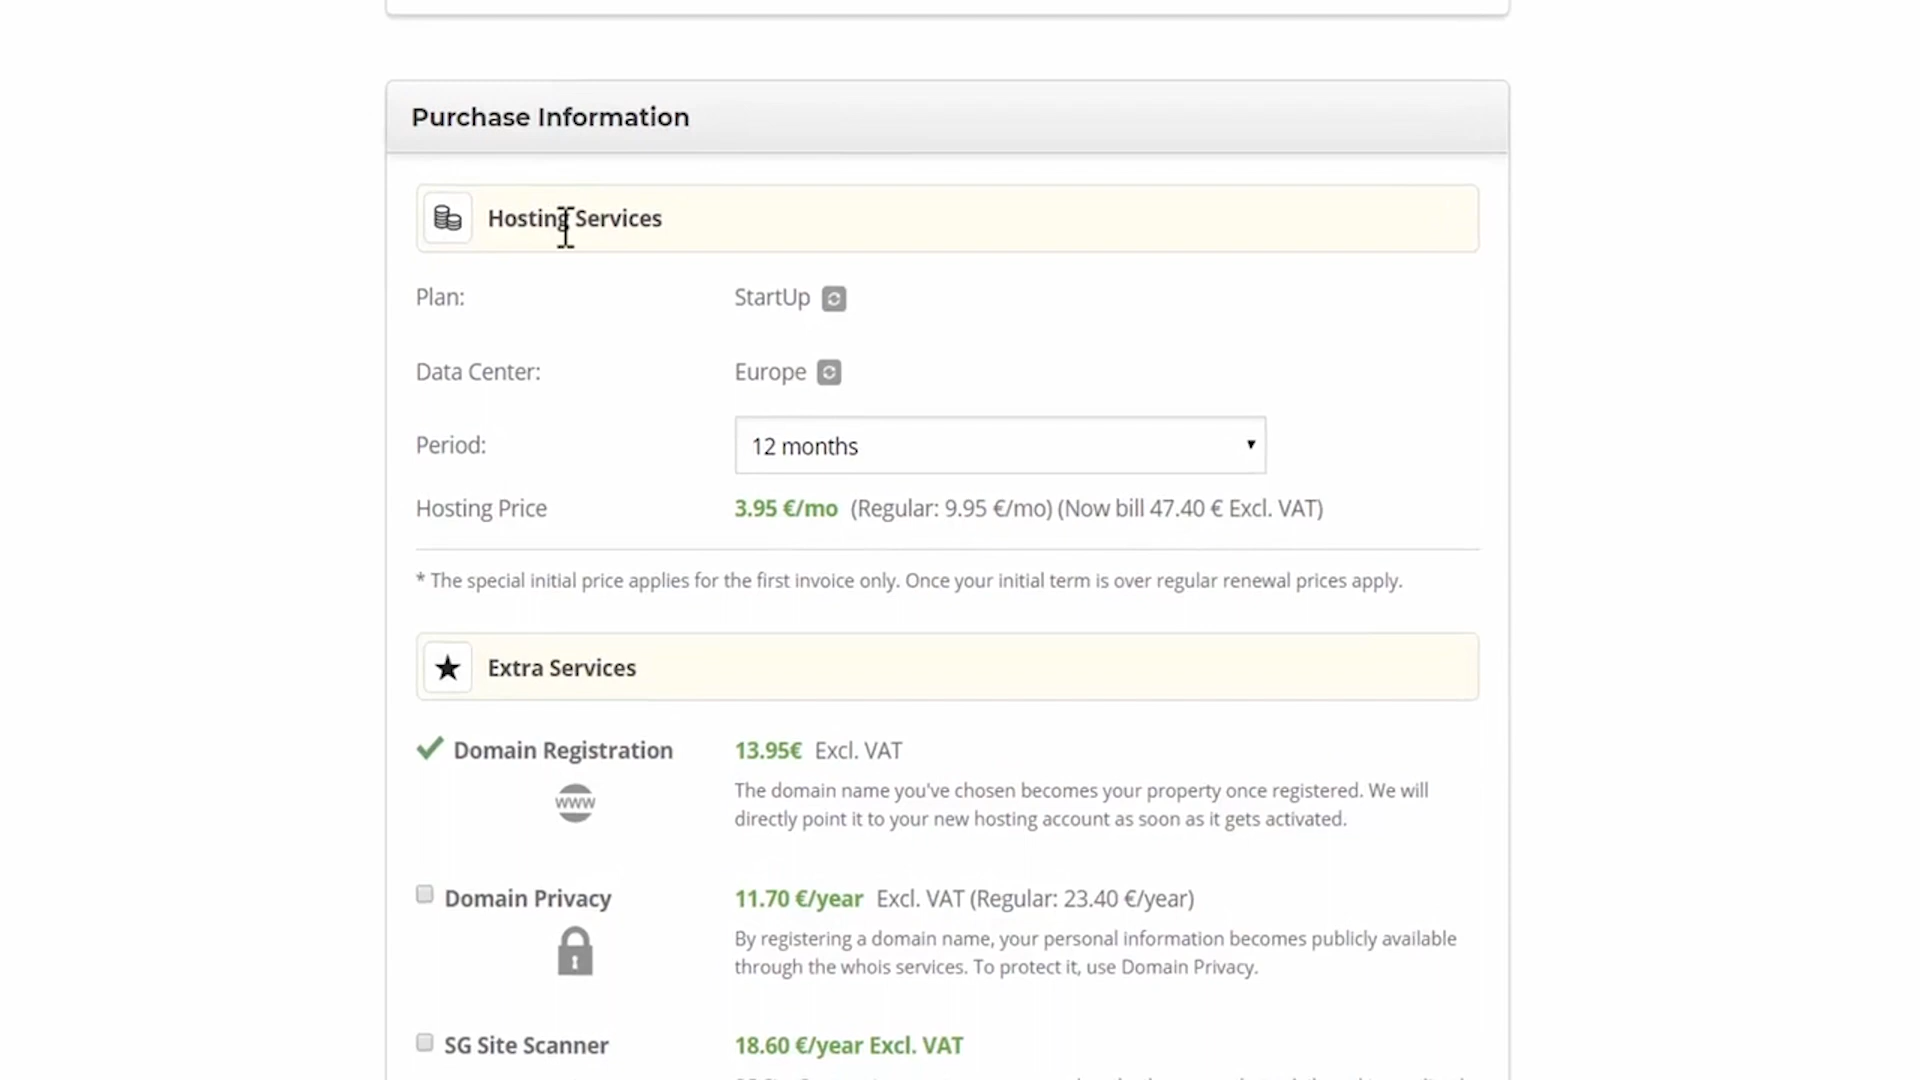 Purchase Information
Hosting Services
Plan: StartUp
Data Center: Europe
Period: 12 months
Hosting Price 3.95 €/mo (Regular: 9.95 €/mo) (Now bill 47.40 € Excl. VAT)
* The special initial price applies for the first invoice only. Once your initial term is over regular renewal prices apply.
Extra Services
Domain Registration 13.95€ Excl. VAT
www
The domain name you've chosen becomes your property once registered. We will
directly point it to your new hosting account as soon as it gets activated.
Domain Privacy 11.70 €/year Excl. VAT (Regular: 23.40 €/year)
By registering a domain name, your personal information becomes publicly available
through the whois services. To protect it, use Domain Privacy.
SG Site Scanner 18.60 €/year Excl. VAT